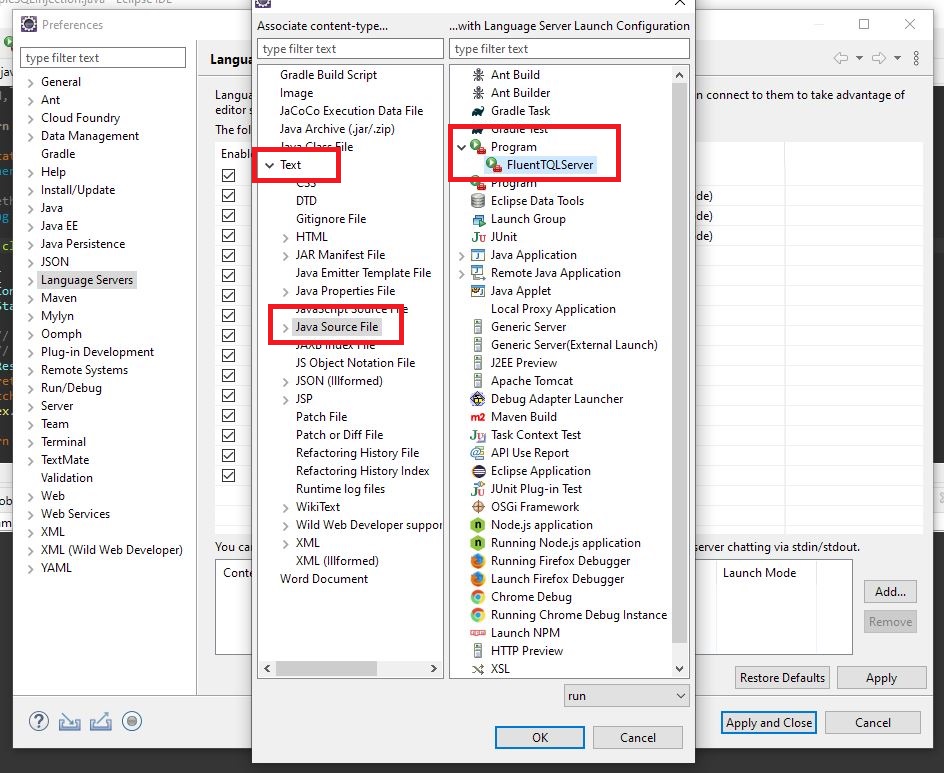 Preferences
type filter text
General
Ant
Cloud Foundry
Data Management
Gradle
Help
Install/Update
Java
Java EE
Java Persistence
JSON
Language Servers
Maven
Mylyn
Oomph
Plug-in Development
Remote Systems
Run/Debug
Server
Team
Terminal
TextMate
Validation
Web
Web Services
XML
XML (Wild Web Developer)
YAML
Associate content-type...
type filter text
Gradle Build Script
Image
JaCoCo Execution Data File
Java Archive (.jar/.zip)
Java Class File
Text
CSS
DTD
Gitignore File
HTML
JAR Manifest File
Java Emitter Template File
Java Properties File
JavaScript Source File
Java Source File
JAXB Index File
JS Object Notation File
JSON (Illformed)
JSP
Patch File
Patch or Diff File
Refactoring History File
Refactoring History Index
Runtime log files
WikiText
Wild Web Developer suppor
XML
XML (Illformed)
Word Document
...with Language Server Launch Configuration
type filter text
Ant Build
Ant Builder
Gradle Task
Gradle Test
Program
FluentTQLServer
Program
Eclipse Data Tools
Launch Group
JUnit
Java Application
Remote Java Application
Java Applet
Local Proxy Application
Generic Server
Generic Server(External Launch)
J2EE Preview
Apache Tomcat
Debug Adapter Launcher
Maven Build
Task Context Test
API Use Report
Eclipse Application
JUnit Plug-in Test
OSGi Framework
Node.js application
Running Node.js application
Running Firefox Debugger
Launch Firefox Debugger
Chrome Debug
Running Chrome Debug Instance
Launch NPM
HTTP Preview
XSL
run
OK
Cancel
n connect to them to take advantage of
de)
de)
de)
You can
server chatting via stdin/stdout.
Conte
Launch Mode
Add...
Remove
Restore Defaults
Apply
Apply and Close
Cancel